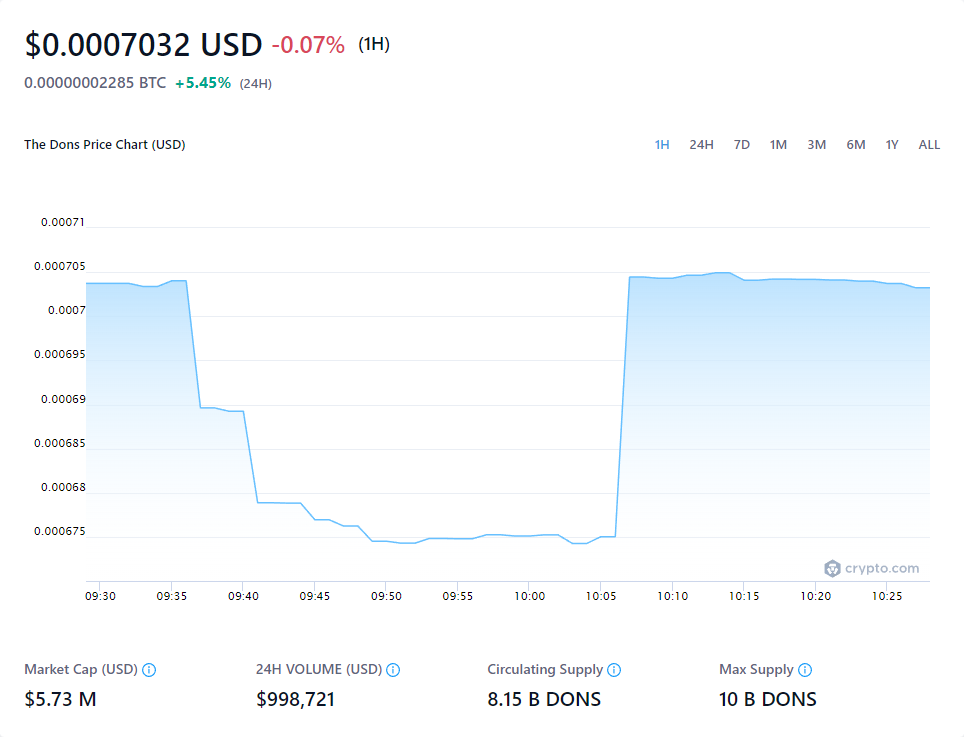 $0.0007032 USD -0.07% (1H)
0.00000002285 BTC +5.45% (24H)
The Dons Price Chart (USD) 1H 24H 7D 1M 3M 6M 1Y ALL
0.00071
0.000705
0.0007
0.000695
0.00069
0.000685
0.00068
0.000675
crypto.com
09:30 09:35 09:40 09:45 09:50 09:55 10:00 10:05 10:10 10:15 10:20 10:25
Market Cap (USD) 24H VOLUME (USD) Circulating Supply Max Supply
$5.73 M $998,721 8.15 B DONS 10 B DONS